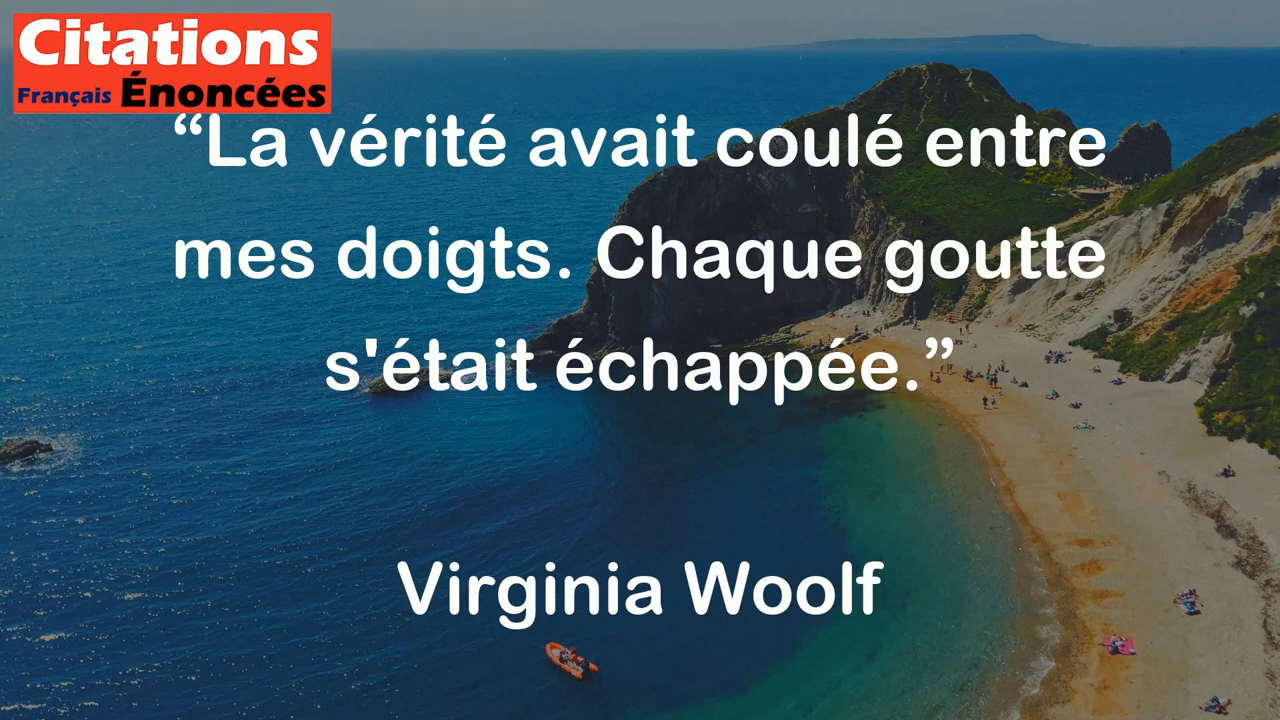 Citations
Français Énoncées
“La vérité avait coulé entre
mes doigts. Chaque goutte
s'était échappée.”
Virginia Woolf